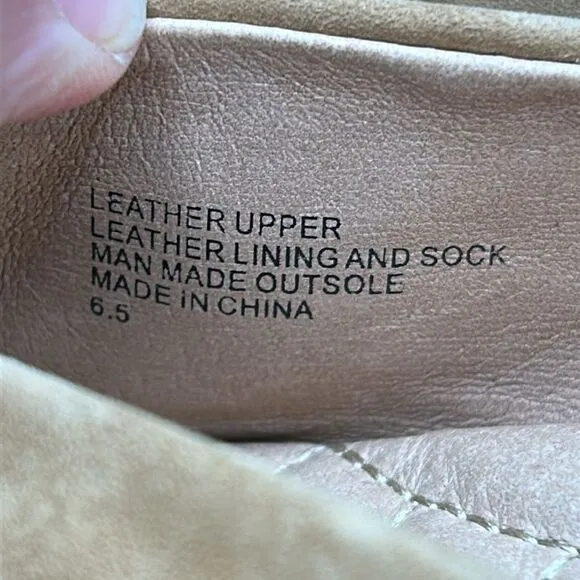 LEATHER UPPER
LEATHER LINING AND SOCK
MAN MADE OUTSOLE
MADE IN CHINA
6.5